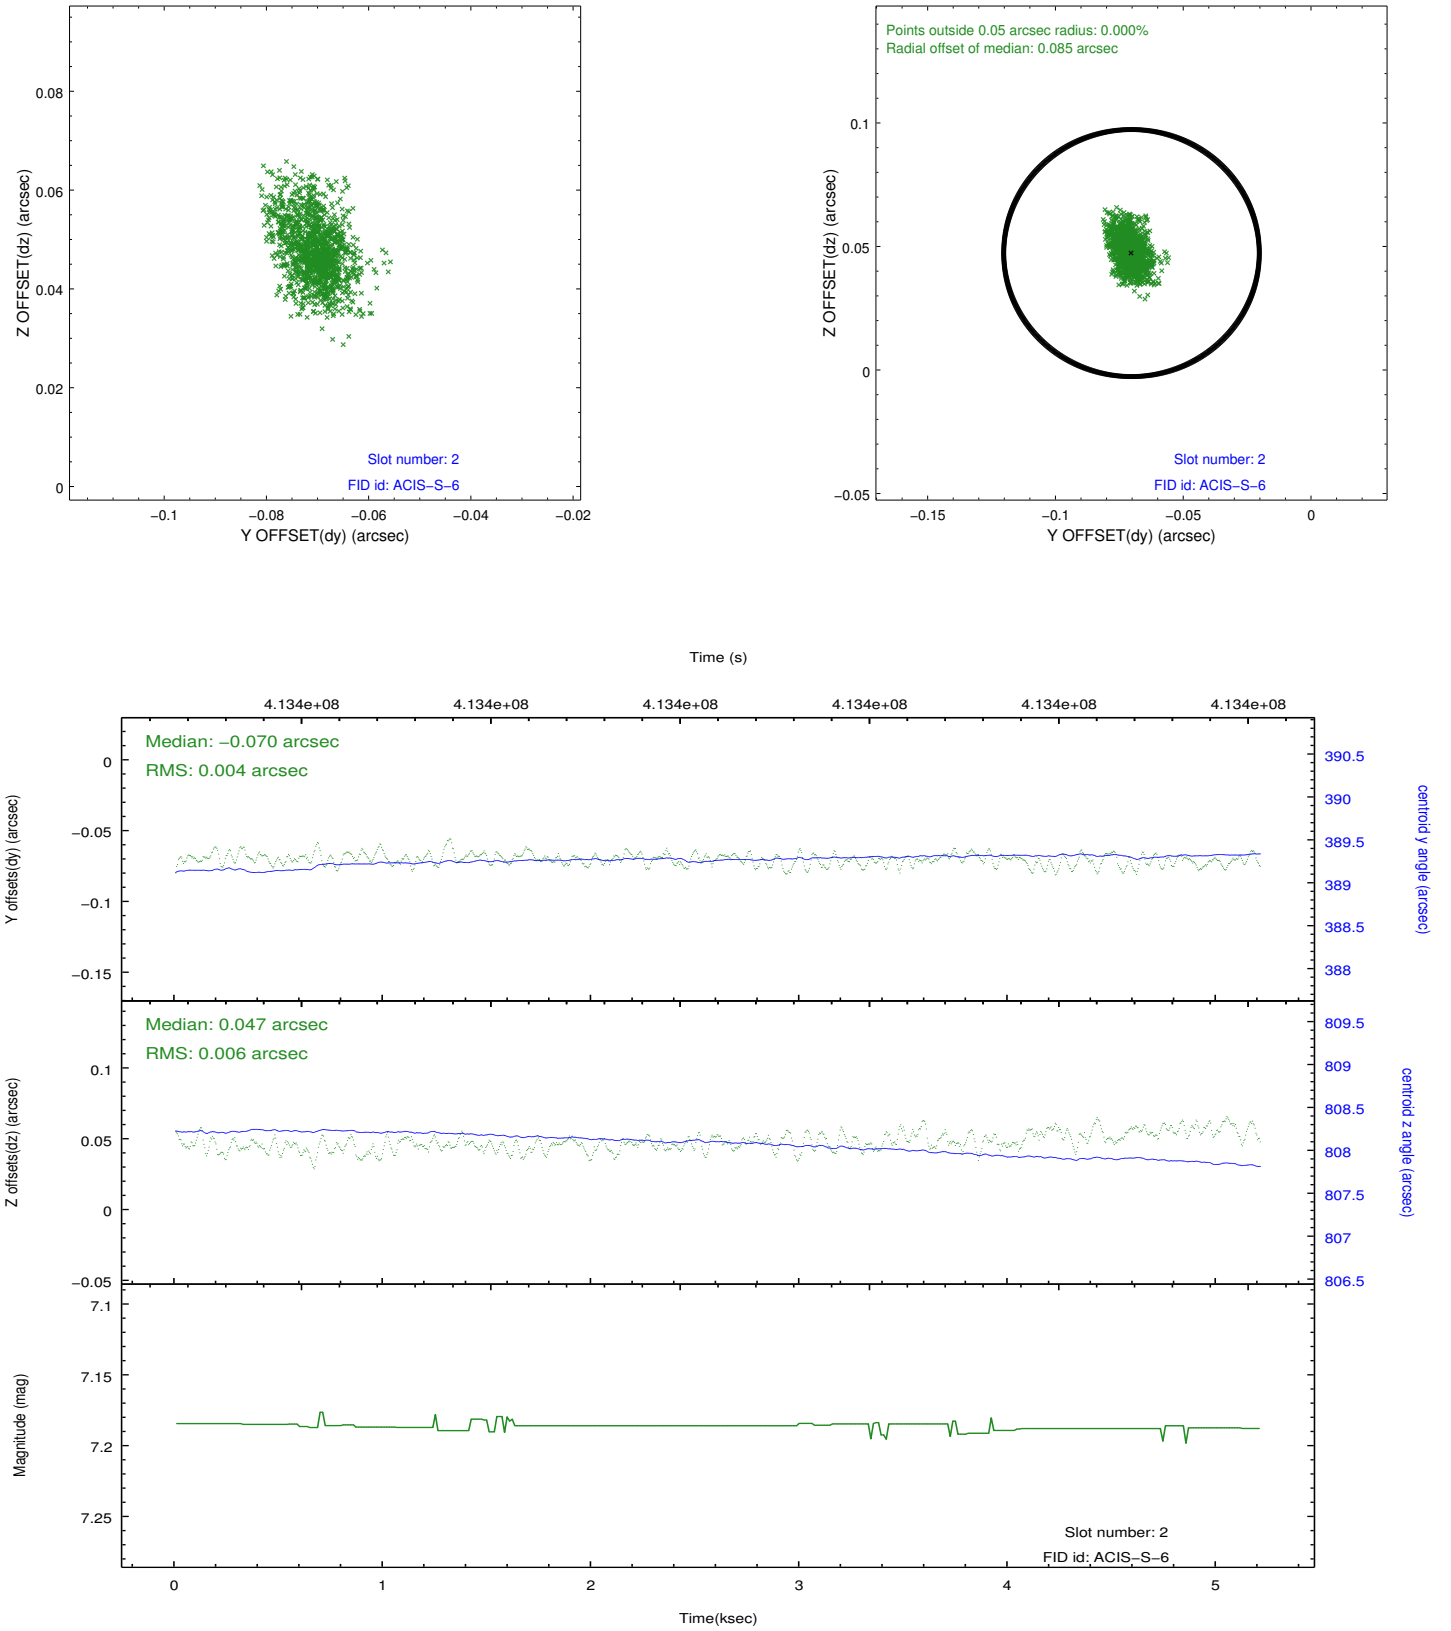 0.08
0.06
0.04
0.02
0
Z OFFSET(dz) (arcsec)
Slot number: 2
FID id: ACIS−S−6
−0.1
−0.08
−0.06
−0.04
−0.02
Y OFFSET(dy) (arcsec)
Points outside 0.05 arcsec radius: 0.000%
Radial offset of median: 0.085 arcsec
0.1
0.05
0
−0.05
Z OFFSET(dz) (arcsec)
Slot number: 2
FID id: ACIS−S−6
−0.15
−0.1
−0.05
0
Y OFFSET(dy) (arcsec)
Time (s)
4.134e+08
4.134e+08
4.134e+08
4.134e+08
4.134e+08
4.134e+08
Median: −0.070 arcsec
RMS: 0.004 arcsec
0
−0.05
−0.1
−0.15
Y offsets(dy) (arcsec)
390.5
390
389.5
389
388.5
388
centroid y angle (arcsec)
Median: 0.047 arcsec
RMS: 0.006 arcsec
0.1
0.05
0
−0.05
Z offsets(dz) (arcsec)
809.5
809
808.5
808
807.5
807
806.5
centroid z angle (arcsec)
7.1
7.15
7.2
7.25
Magnitude (mag)
Slot number: 2
FID id: ACIS−S−6
0
1
2
3
4
5
Time(ksec)